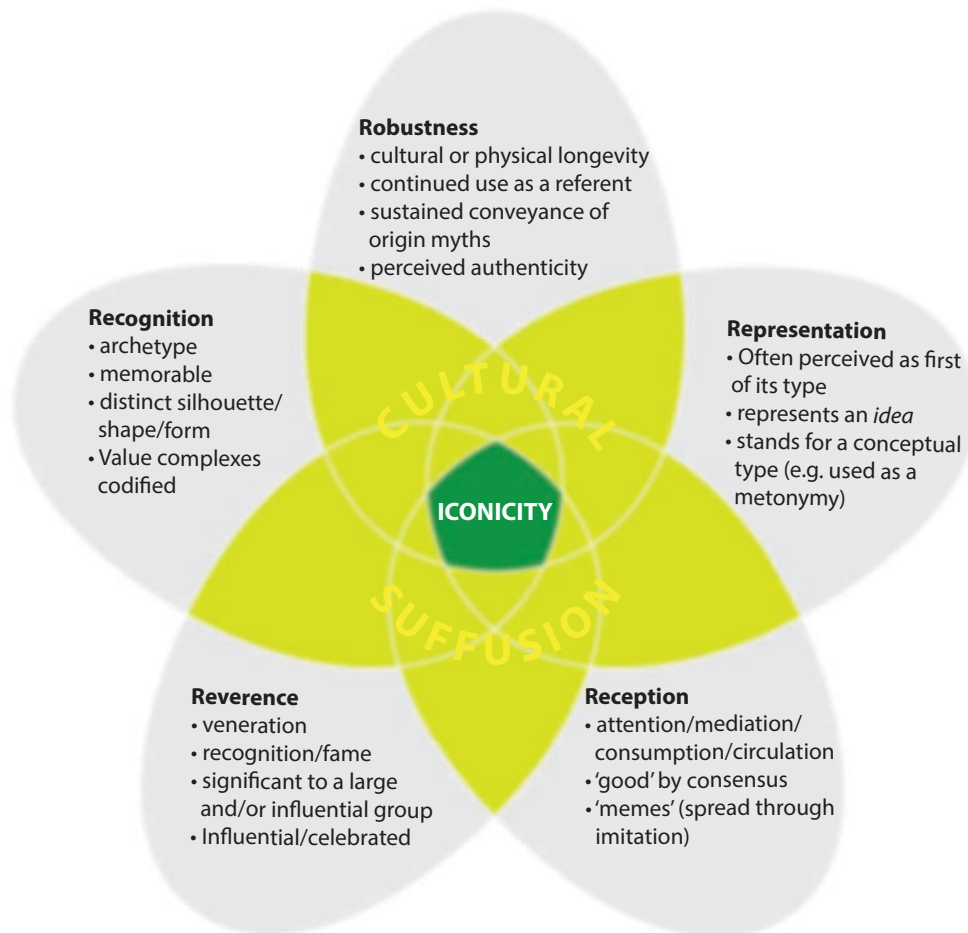 Robustness
• cultural or physical longevity
• continued use as a referent
• sustained conveyance of
origin myths
• perceived authenticity
Recognition
• archetype
• memorable
• distinct silhouette/
shape/form
• Value complexes
codified
Representation
• Often perceived as first
of its type
• represents an idea
• stands for a conceptual
type (e.g. used as a
metonymy)
CULTURAL
ICONICITY
SUFFUSION
Reverence
• veneration
• recognition/fame
• significant to a large
and/or influential group
• Influential/celebrated
Reception
• attention/mediation/
consumption/circulation
• ‘good’ by consensus
• ‘memes’ (spread through
imitation)